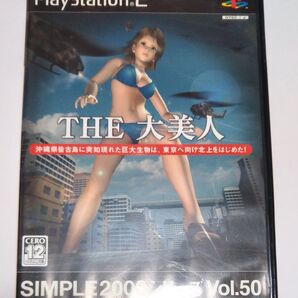 PlayStation 2
THE 大美人
沖縄県皆古島に突如現れた巨大生物は、東京へ向け北上をはじめた!
CERO
12
SIMPLE2000シリーズ Vol.50